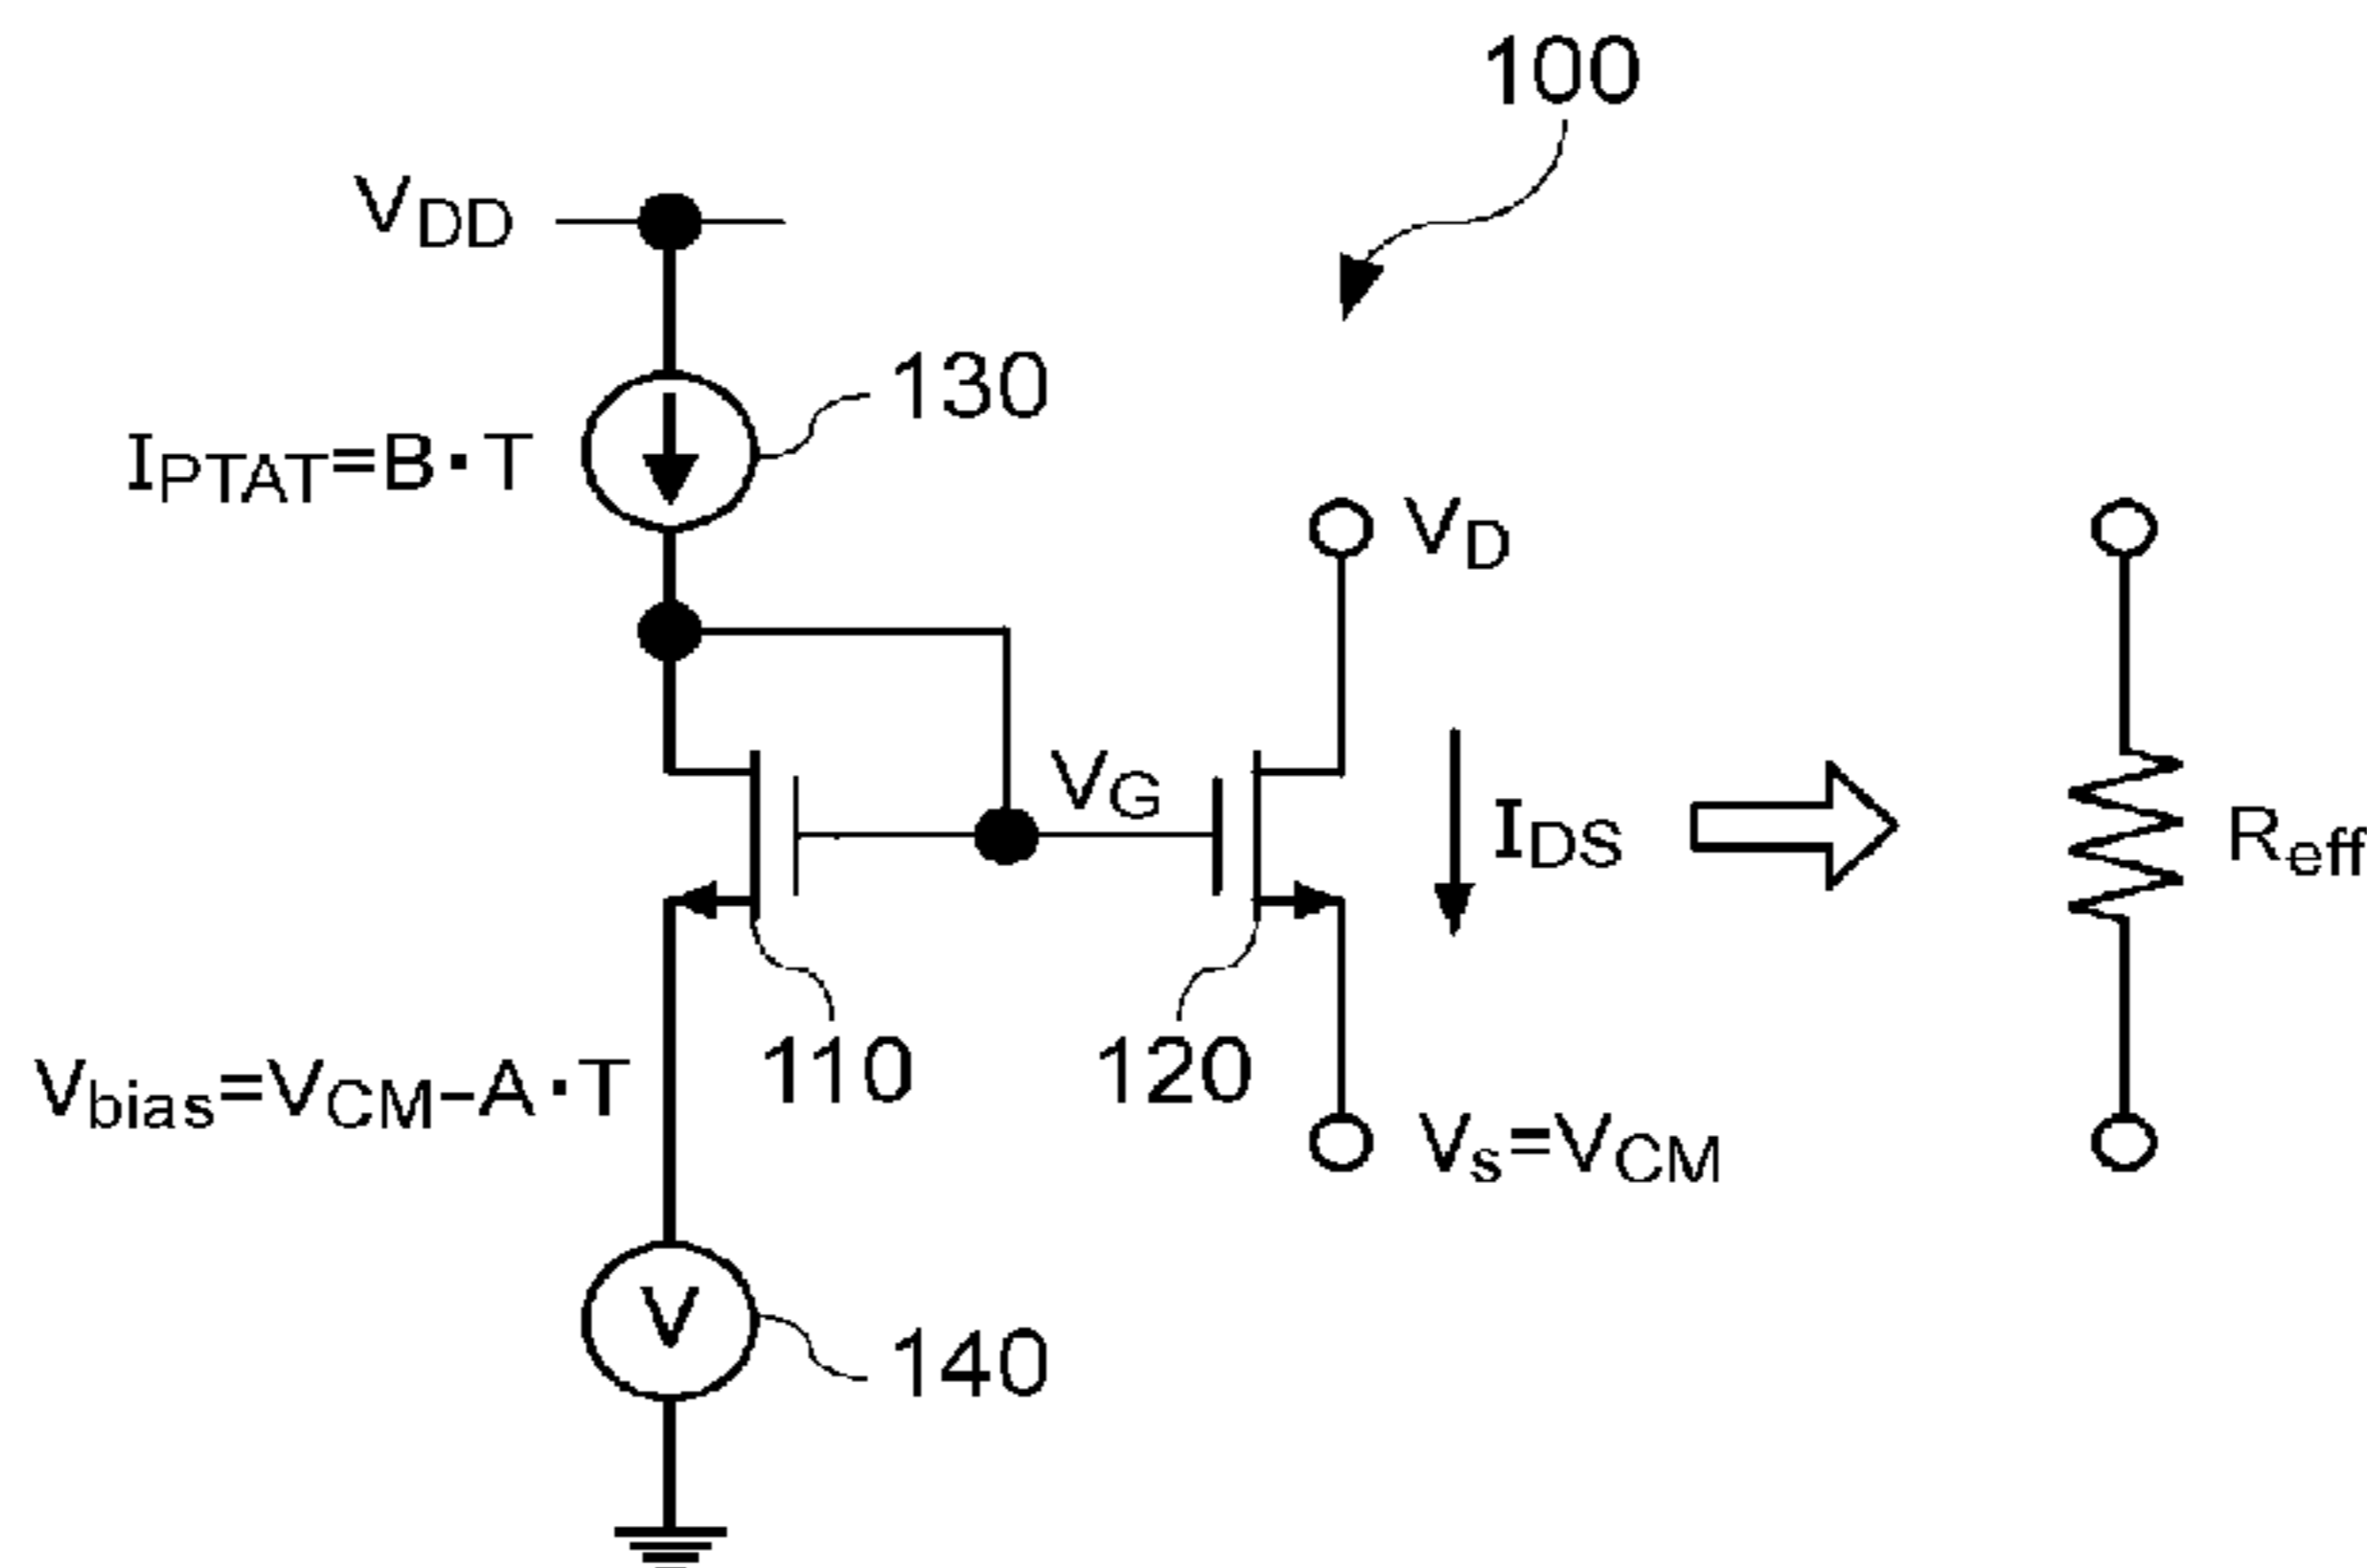 100
VDD
130
IPTAT=B·T
VD
VG
IDS
Reff
110
120
Vbias=VCM–A·T
Vs=VCM
V
140